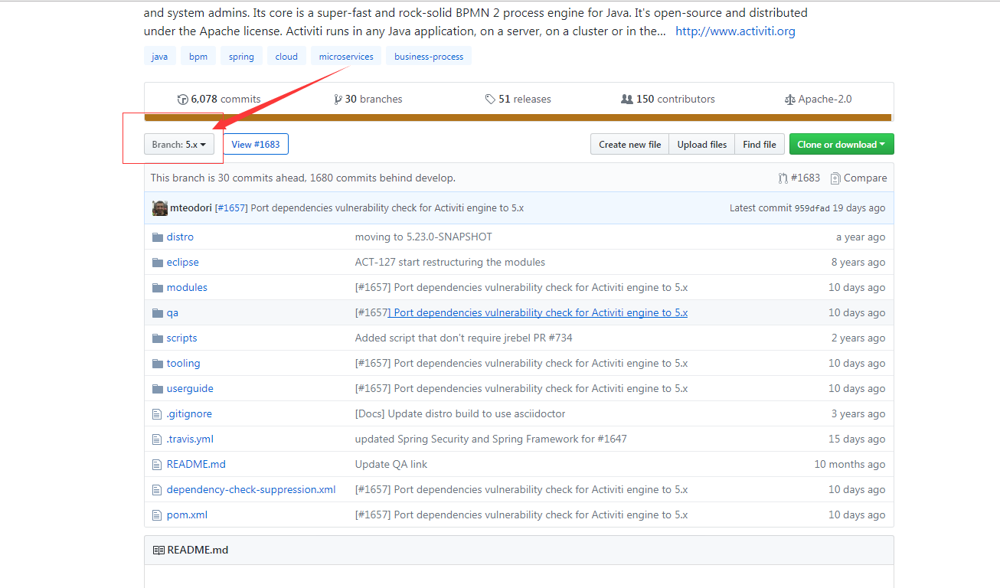 and system admins. Its core is a super-fast and rock-solid BPMN 2 process engine for Java. It's open-source and distributed
under the Apache license. Activiti runs in any Java application, on a server, on a cluster or in the... http://www.activiti.org
java bpm spring cloud microservices business-process
6,078 commits 30 branches 51 releases 150 contributors Apache-2.0
Branch: 5.x View #1683 Create new file Upload files Find file Clone or download
This branch is 30 commits ahead, 1680 commits behind develop. #1683 Compare
mteodori [#1657] Port dependencies vulnerability check for Activiti engine to 5.x Latest commit 959dfad 19 days ago
distro moving to 5.23.0-SNAPSHOT a year ago
eclipse ACT-127 start restructuring the modules 8 years ago
modules [#1657] Port dependencies vulnerability check for Activiti engine to 5.x 10 days ago
qa [#1657] Port dependencies vulnerability check for Activiti engine to 5.x 10 days ago
scripts Added script that don't require jrebel PR #734 2 years ago
tooling [#1657] Port dependencies vulnerability check for Activiti engine to 5.x 10 days ago
userguide [#1657] Port dependencies vulnerability check for Activiti engine to 5.x 10 days ago
.gitignore [Docs] Update distro build to use asciidoctor 3 years ago
.travis.yml updated Spring Security and Spring Framework for #1647 15 days ago
README.md Update QA link 10 months ago
dependency-check-suppression.xml [#1657] Port dependencies vulnerability check for Activiti engine to 5.x 10 days ago
pom.xml [#1657] Port dependencies vulnerability check for Activiti engine to 5.x 10 days ago
README.md